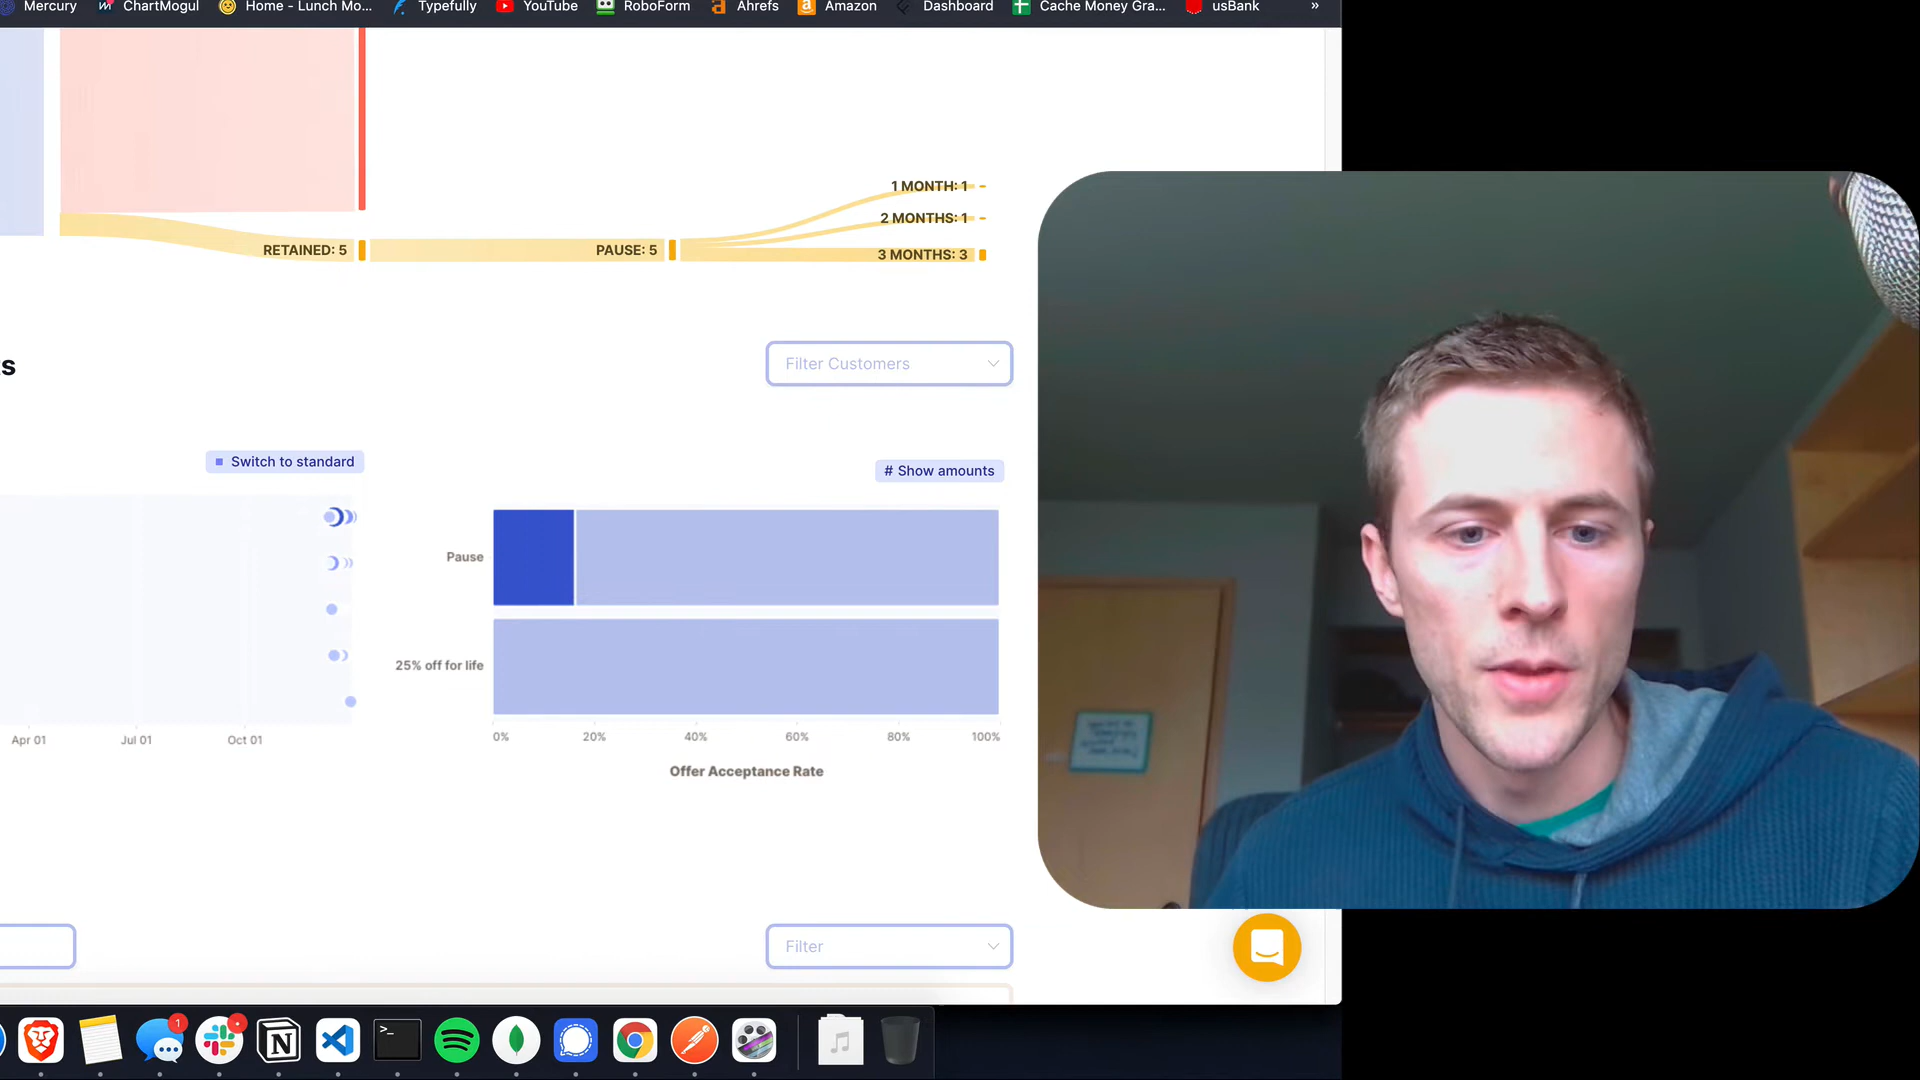 Mercury ChartMogul Home - Lunch Mo... Typefully YouTube RoboForm Ahrefs Amazon Dashboard Cache Money Gra... usBank »
1 MONTH: 1
2 MONTHS: 1
RETAINED: 5 PAUSE: 5 3 MONTHS: 3
s Filter Customers
Switch to standard # Show amounts
Pause
25% off for life
Apr 01 Jul 01 Oct 01 0% 20% 40% 60% 80% 100%
Offer Acceptance Rate
Filter
1